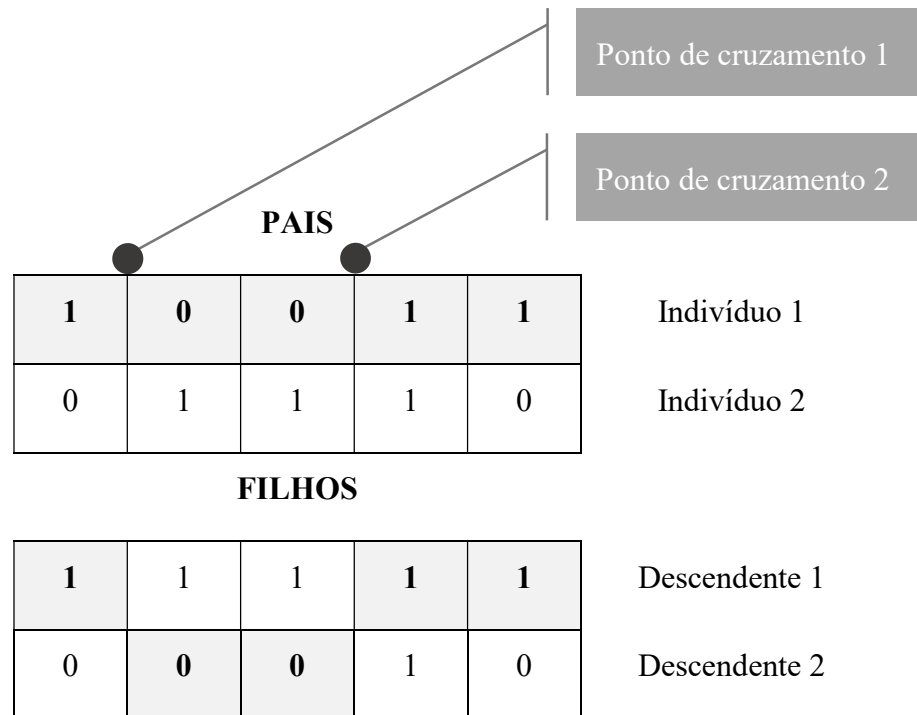 Ponto de cruzamento 1
Ponto de cruzamento 2
PAIS
1 0 0 1 1 Indivíduo 1
0 1 1 1 0 Indivíduo 2
FILHOS
1 1 1 1 1 Descendente 1
0 0 0 1 0 Descendente 2